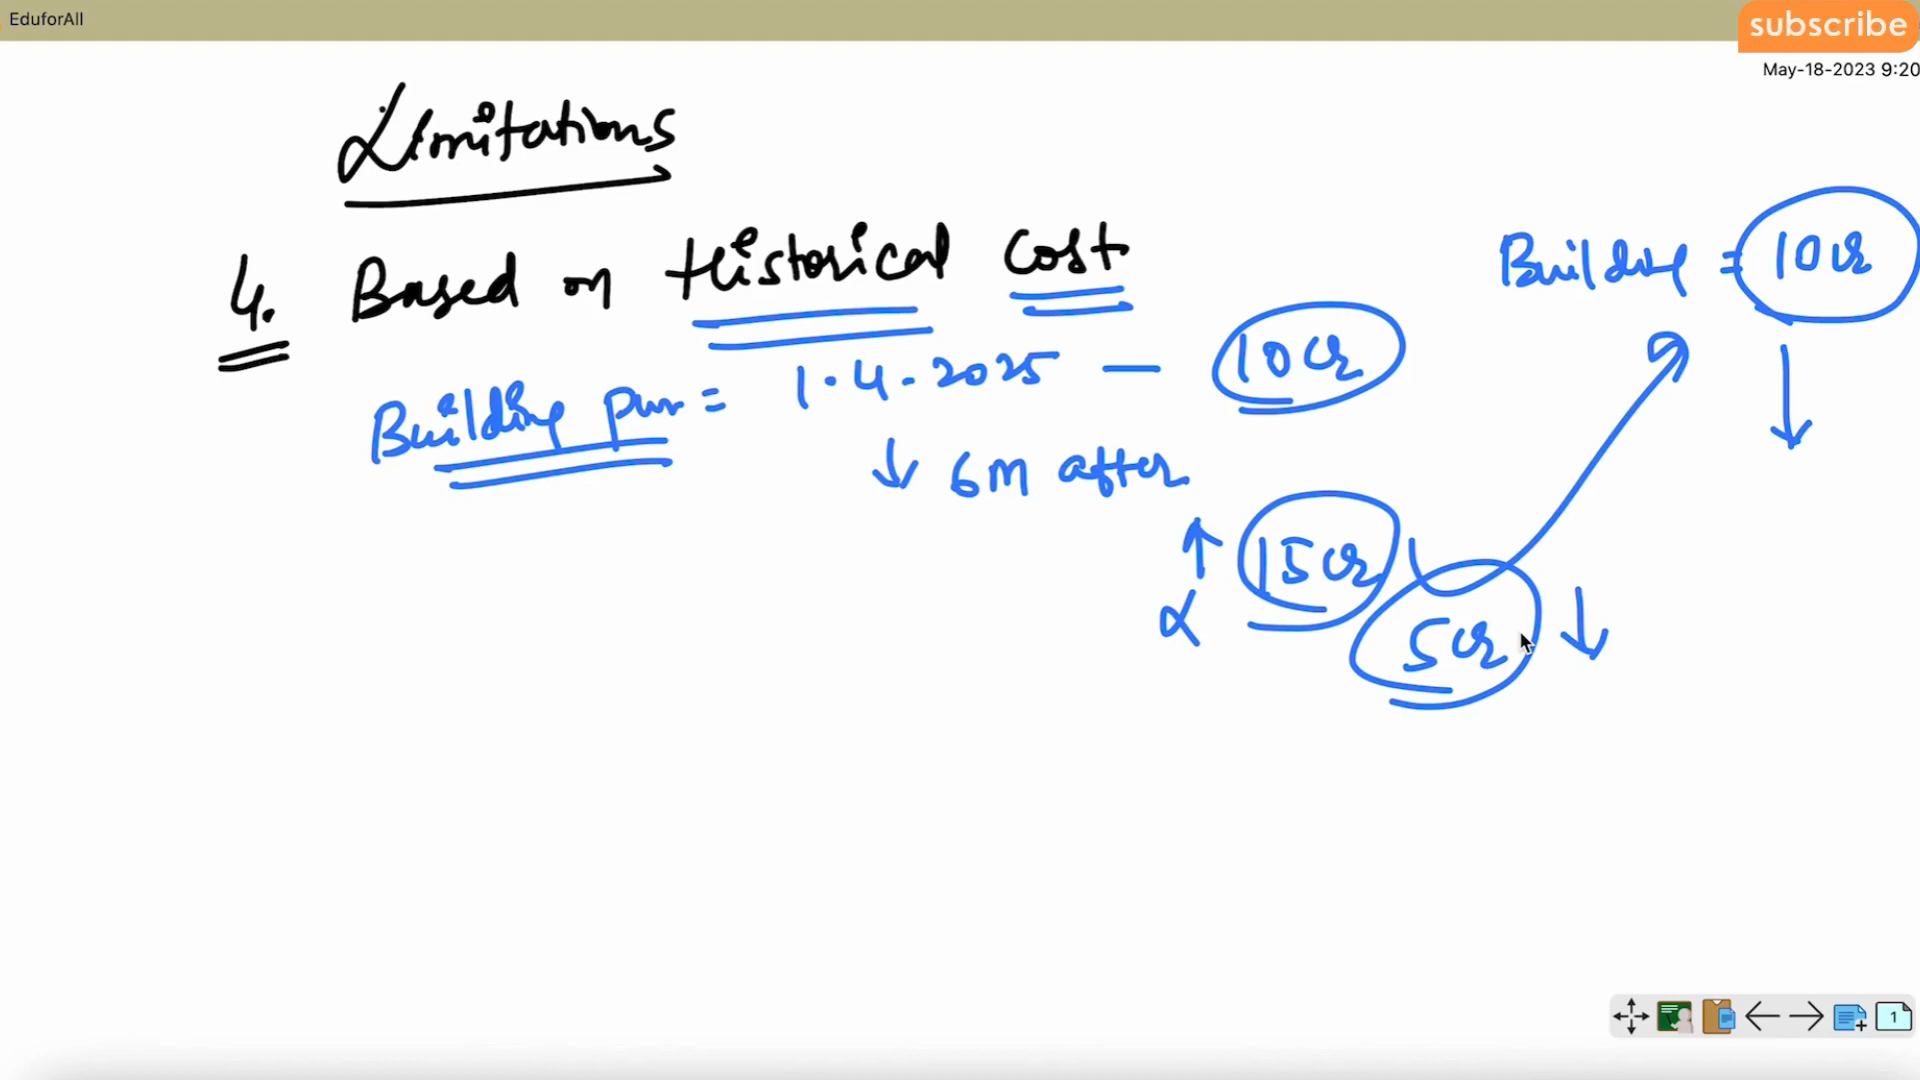 EduforAll
subscribe
May-18-2023 9:20
Limitations
4. Based on Historical Cost
Building = 10 Cr
Building pur = 1.4.2025 — 10 Cr
↓ 6M after
↑ 15 Cr
5 Cr ↓
1